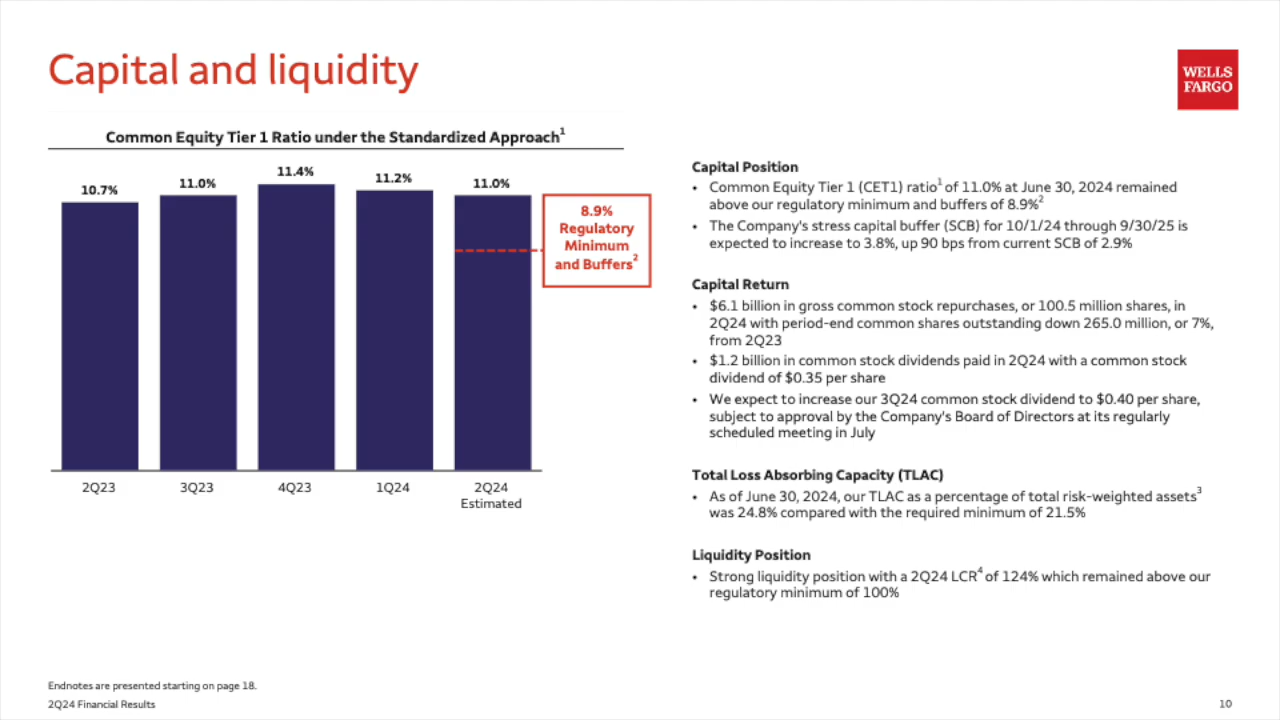 Capital and liquidity
WELLS
FARGO
Common Equity Tier 1 Ratio under the Standardized Approach1
10.7%
11.0%
11.4%
11.2%
11.0%
8.9%
Regulatory
Minimum
and Buffers2
2Q23
3Q23
4Q23
1Q24
2Q24
Estimated
Capital Position
• Common Equity Tier 1 (CET1) ratio1 of 11.0% at June 30, 2024 remained
above our regulatory minimum and buffers of 8.9%2
• The Company's stress capital buffer (SCB) for 10/1/24 through 9/30/25 is
expected to increase to 3.8%, up 90 bps from current SCB of 2.9%
Capital Return
• $6.1 billion in gross common stock repurchases, or 100.5 million shares, in
2Q24 with period-end common shares outstanding down 265.0 million, or 7%,
from 2Q23
• $1.2 billion in common stock dividends paid in 2Q24 with a common stock
dividend of $0.35 per share
• We expect to increase our 3Q24 common stock dividend to $0.40 per share,
subject to approval by the Company's Board of Directors at its regularly
scheduled meeting in July
Total Loss Absorbing Capacity (TLAC)
• As of June 30, 2024, our TLAC as a percentage of total risk-weighted assets3
was 24.8% compared with the required minimum of 21.5%
Liquidity Position
• Strong liquidity position with a 2Q24 LCR4 of 124% which remained above our
regulatory minimum of 100%
Endnotes are presented starting on page 18.
2Q24 Financial Results
10